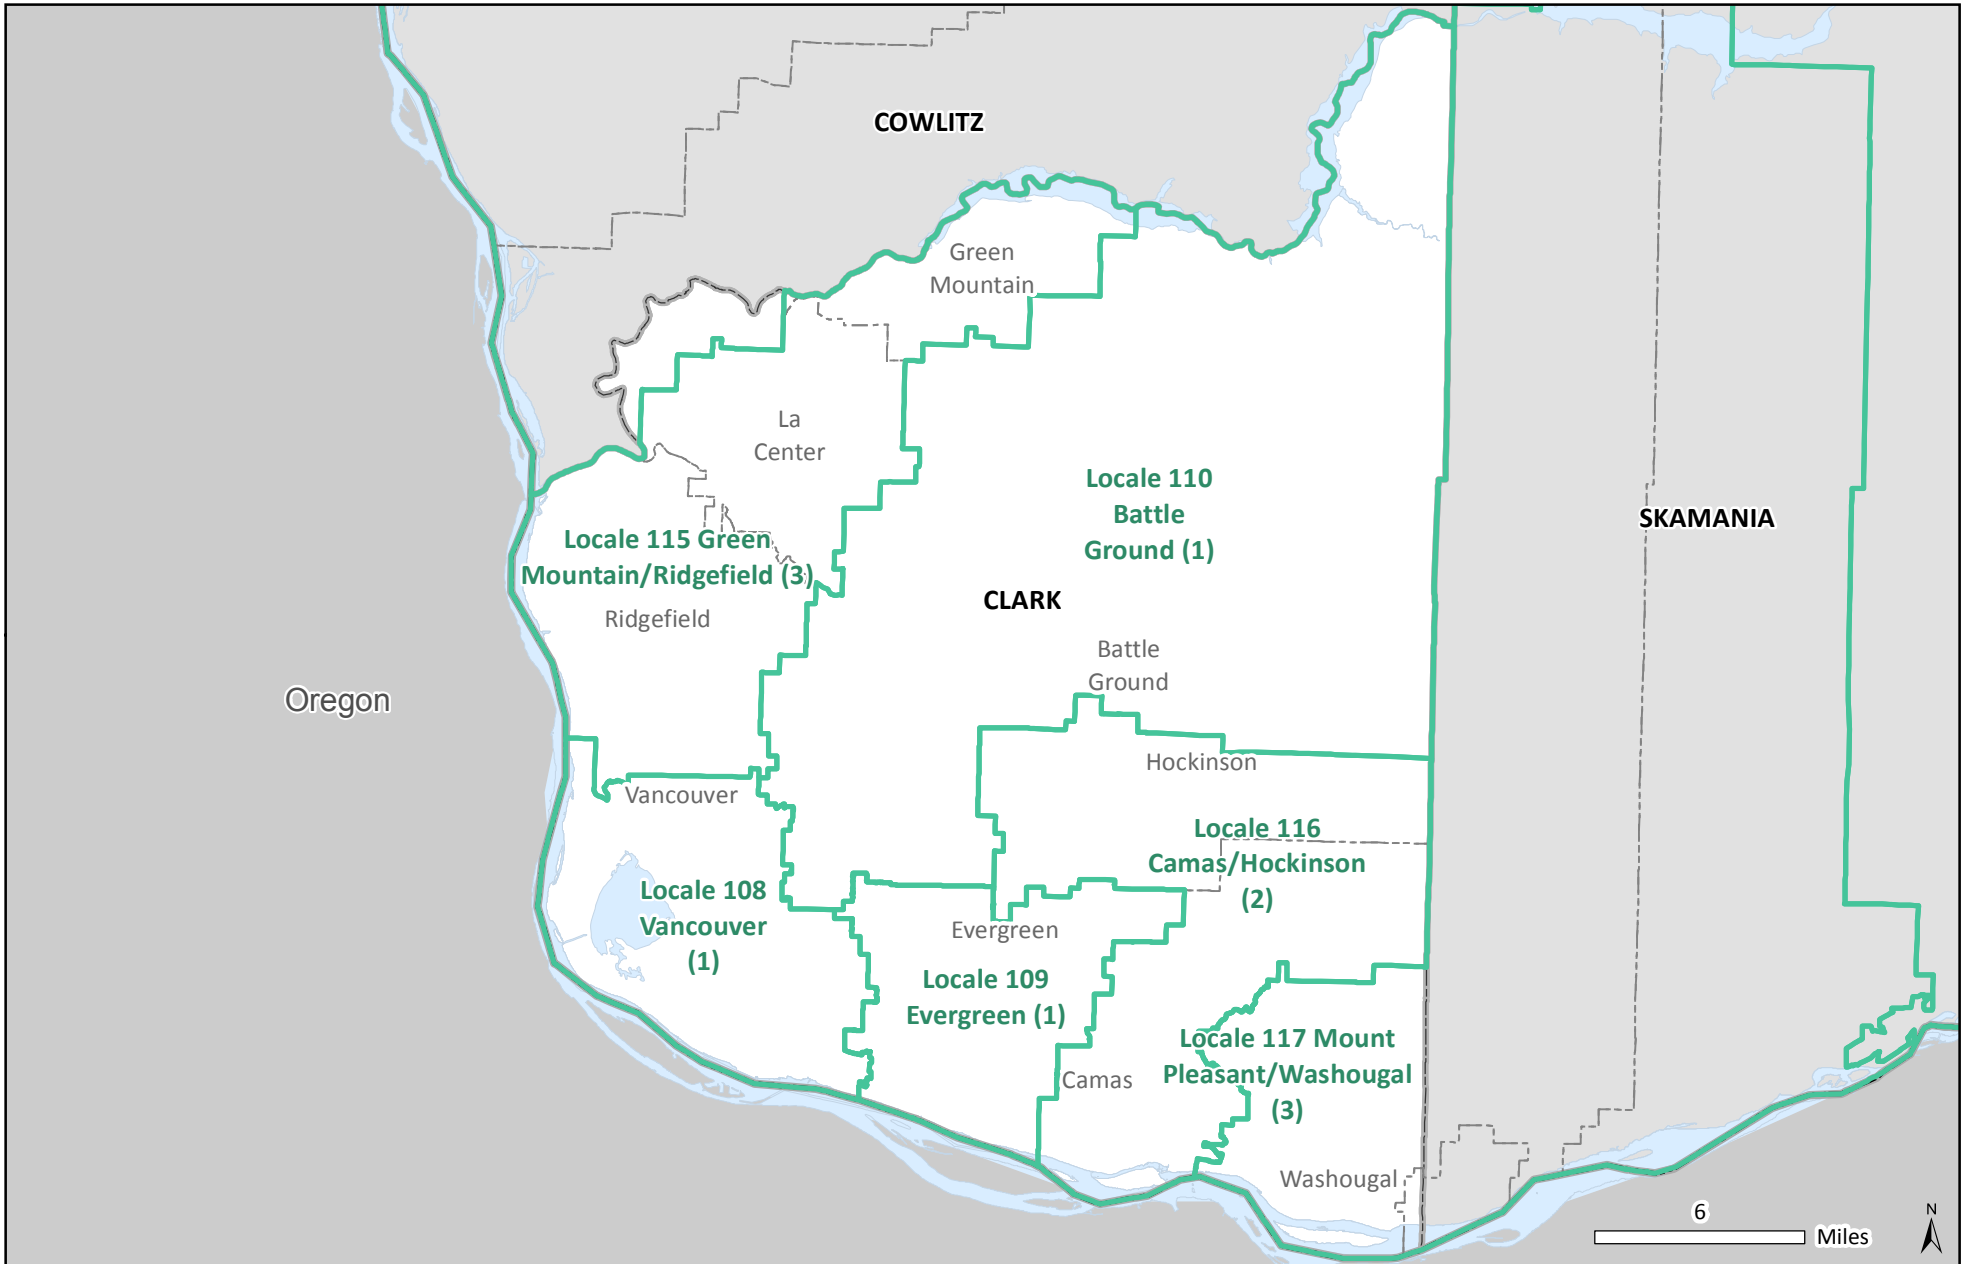 COWLITZ
Green
Mountain
La
Center
Locale 110
Battle
Ground (1)
SKAMANIA
Locale 115 Green
Mountain/Ridgefield (3)
CLARK
Ridgefield
Battle
Ground
Oregon
Hockinson
Vancouver
Locale 116
Camas/Hockinson
(2)
Locale 108
Vancouver
(1)
Evergreen
Locale 109
Evergreen (1)
Locale 117 Mount
Pleasant/Washougal
(3)
Camas
Washougal
6
Miles
N